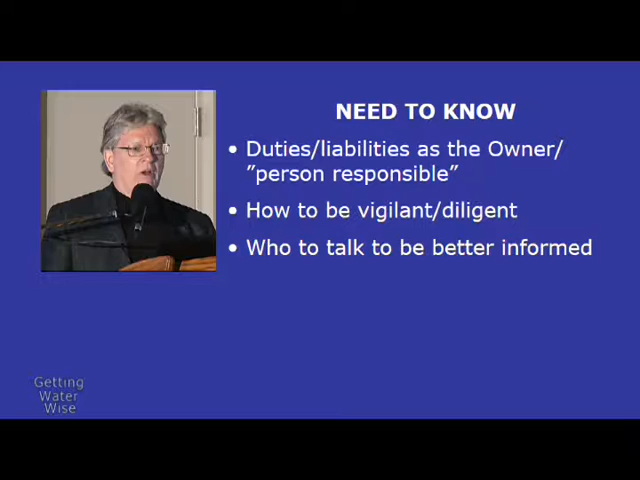 NEED TO KNOW
• Duties/liabilities as the Owner/
”person responsible”
• How to be vigilant/diligent
• Who to talk to be better informed
Getting
Water
Wise